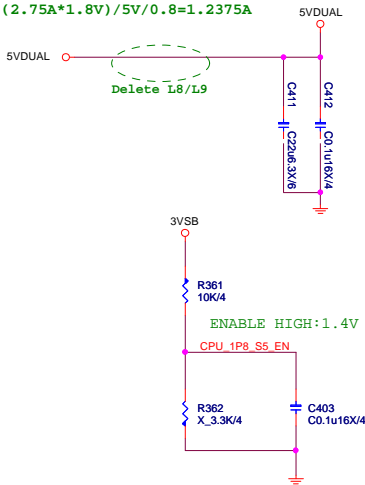 (2.75A*1.8V)/5V/0.8=1.2375A
5VDUAL
5VDUAL
Delete L8/L9
C411
C22u6.3X/6
C412
C0.1u16X/4
3VSB
R361
10K/4
ENABLE HIGH:1.4V
CPU_1P8_S5_EN
R362
X_3.3K/4
C403
C0.1u16X/4